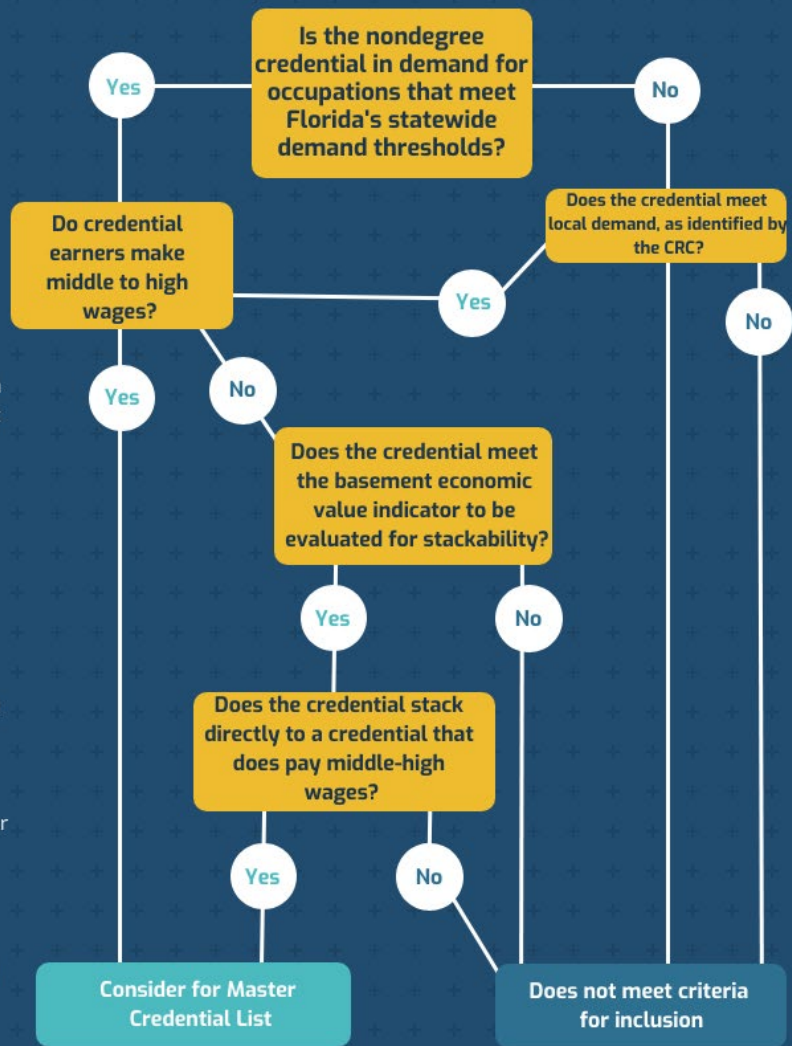 Is the nondegree
credential in demand for
occupations that meet
Florida's statewide
demand thresholds?
Yes
No
Does the credential meet
local demand, as identified by
the CRC?
Do credential
earners make
middle to high
wages?
Yes
No
Yes
No
Does the credential meet
the basement economic
value indicator to be
evaluated for stackability?
Yes
No
Does the credential stack
directly to a credential that
does pay middle-high
wages?
Yes
No
Consider for Master
Credential List
Does not meet criteria
for inclusion